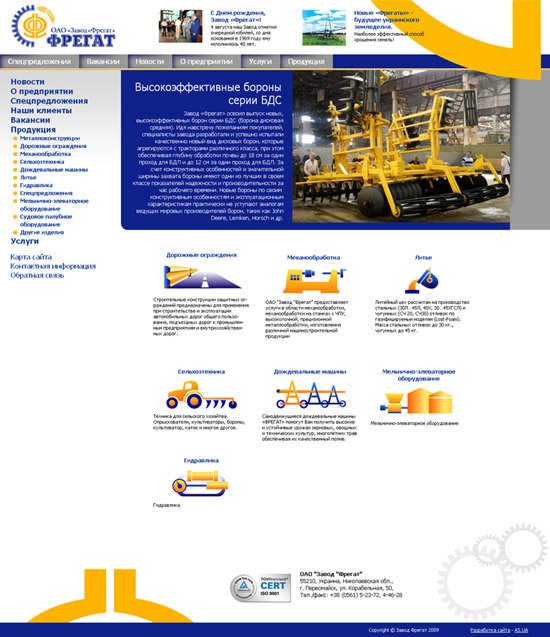 ОАО «Завод «Фрегат»
ФРЕГАТ
С Днем рождения,
Завод «Фрегат»!
4 августа наш Завод отметил
очередной юбилей, со дня
основания в 1969 году ему
исполнилось 40 лет.
Новые «Фрегаты» -
будущее украинского
земледелия.
Наиболее эффективный способ
орошения земель!
Спецпредложения
Вакансии
Новости
О предприятии
Услуги
Продукция
Новости
О предприятии
Спецпредложения
Наши клиенты
Вакансии
Продукция
Металлоконструкции
Дорожные ограждения
Механообработка
Сельхозтехника
Дождевальные машины
Литье
Гидравлика
Спецпредложения
Мельнично-элеваторное
оборудование
Судовое палубное
оборудование
Другие изделия
Услуги
Карта сайта
Контактная информация
Обратная связь
Высокоэффективные бороны
серии БДС
Завод «Фрегат» освоил выпуск новых,
высокоэффективных борон серии БДС (борона дисковая
средняя). Идя навстречу пожеланиям покупателей,
специалисты завода разработали и успешно испытали
качественно новый вид дисковых борон, которые
агрегируются с тракторами различного класса, при этом
обеспечивая глубину обработки почвы до 18 см за один
проход для БДЛ и до 12 см за один проход для БДЛ. За
счет конструктивных особенностей и значительной
ширины захвата бороны имеют одни из лучших в своем
классе показателей надежности и производительности за
час рабочего времени. Новые бороны по своим
конструктивным особенностям и эксплуатационным
характеристикам практически не уступают аналогам
ведущих мировых производителей борон, таких как John
Deere, Lemken, Horsch и др.
Дорожные ограждения
Строительные конструкции защитных ог-
раждений предназначены для применения
при строительстве и эксплуатации
автомобильных дорог общего пользо-
вания, подъездных дорог к промышлен-
ным предприятиям и внутрихозяйствен-
ных дорог.
Механообработка
ОАО "Завод "Фрегат" предоставляет
услуги в области механообработки,
механообработки на станках с ЧПУ,
высокоточной, прецизионной
металлообработки, изготовления
различной машиностроительной
продукции
Литье
Литейный цех рассчитан на производство
чугунных (СЧ 20, СЧ20) отливок по
газифицируемым моделям (Lost-Foam).
Масса стальных отливок до 30 кг.,
чугунных до 45 кг.
Сельхозтехника
Техника для сельского хозяйства.
Опрыскиватели, культиваторы, бороны,
культиватор, каток и многое другое.
Дождевальные машины
Самодвижущиеся дождевальные машины
«ФРЕГАТ» помогут Вам получить высокие
и устойчивые урожаи зерновых, овощных
и технических культур, многолетних трав
обеспечивая их качественный полив.
Мельнично-элеваторное
оборудование
Мельнично-элеваторное оборудование
Гидравлика
Гидравлика
CERT
ISO 9001
ОАО "Завод "Фрегат"
55210, Украина, Николаевская обл.,
г. Первомайск, ул. Корабельная, 50,
Тел./факс: +38 (0561) 5-23-72, 4-46-28
Copyright © Завод Фрегат 2009
Разработка сайта - AS.UA